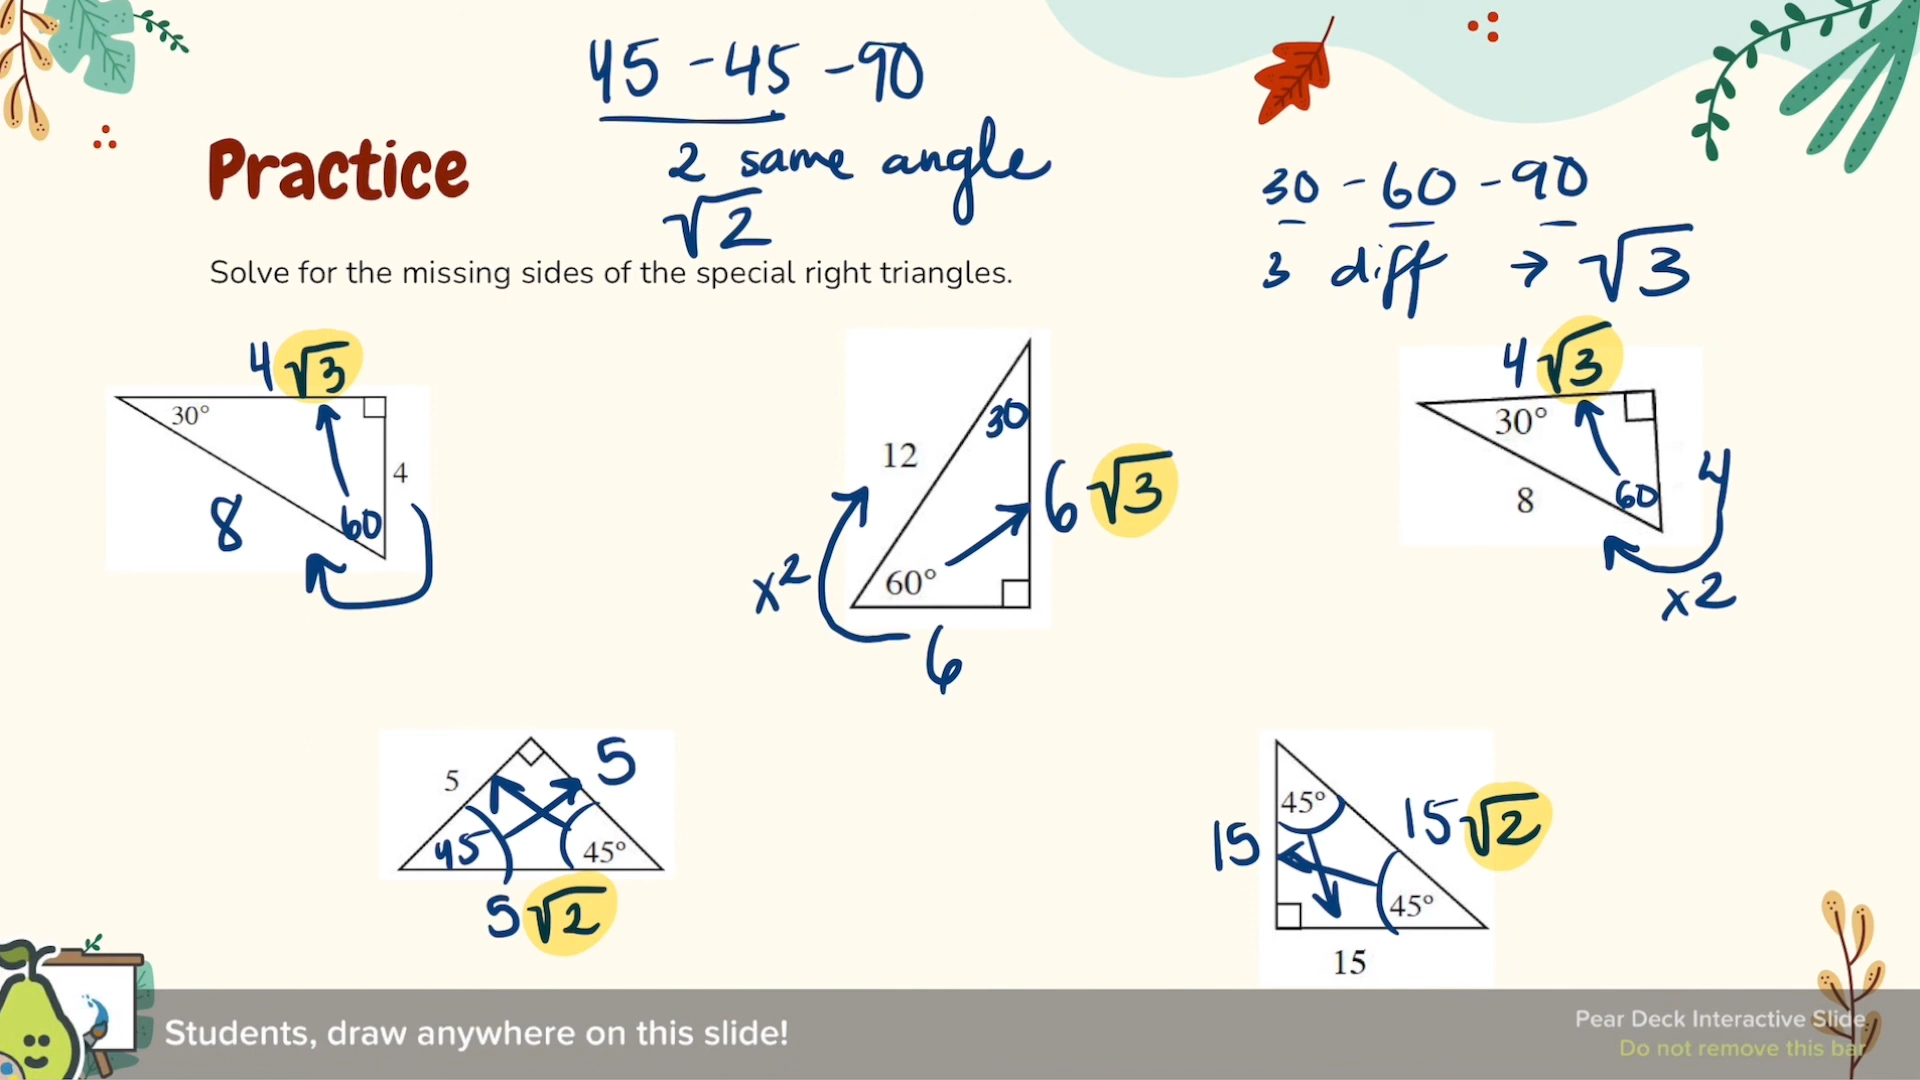 45 - 45 - 90
Practice
2 same angle
√2
30 - 60 - 90
3 diff → √3
Solve for the missing sides of the special right triangles.
4√3
30°
4
8
60
30
12
6√3
x2
60°
6
4√3
30°
4
8
60
x2
5
5
45
45°
5√2
45°
15
15√2
45°
15
Students, draw anywhere on this slide!
Pear Deck Interactive Slide
Do not remove this bar